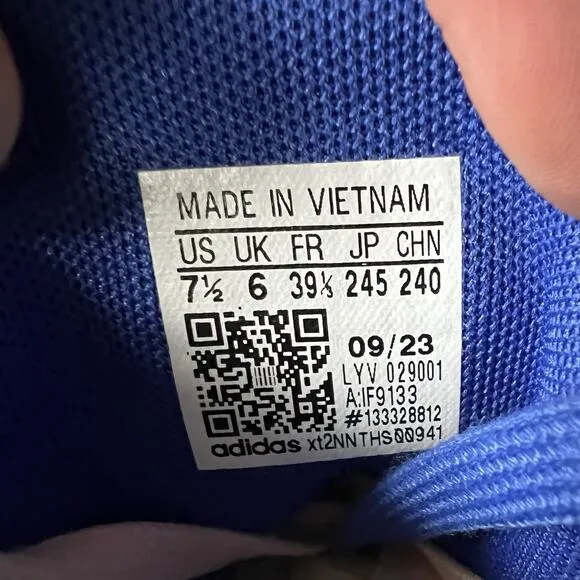 MADE IN VIETNAM
US UK FR JP CHN
7½ 6 39⅓ 245 240
09/23
LYV 029001
A:IF9133
#133328812
adidas xt2NNTHS00941